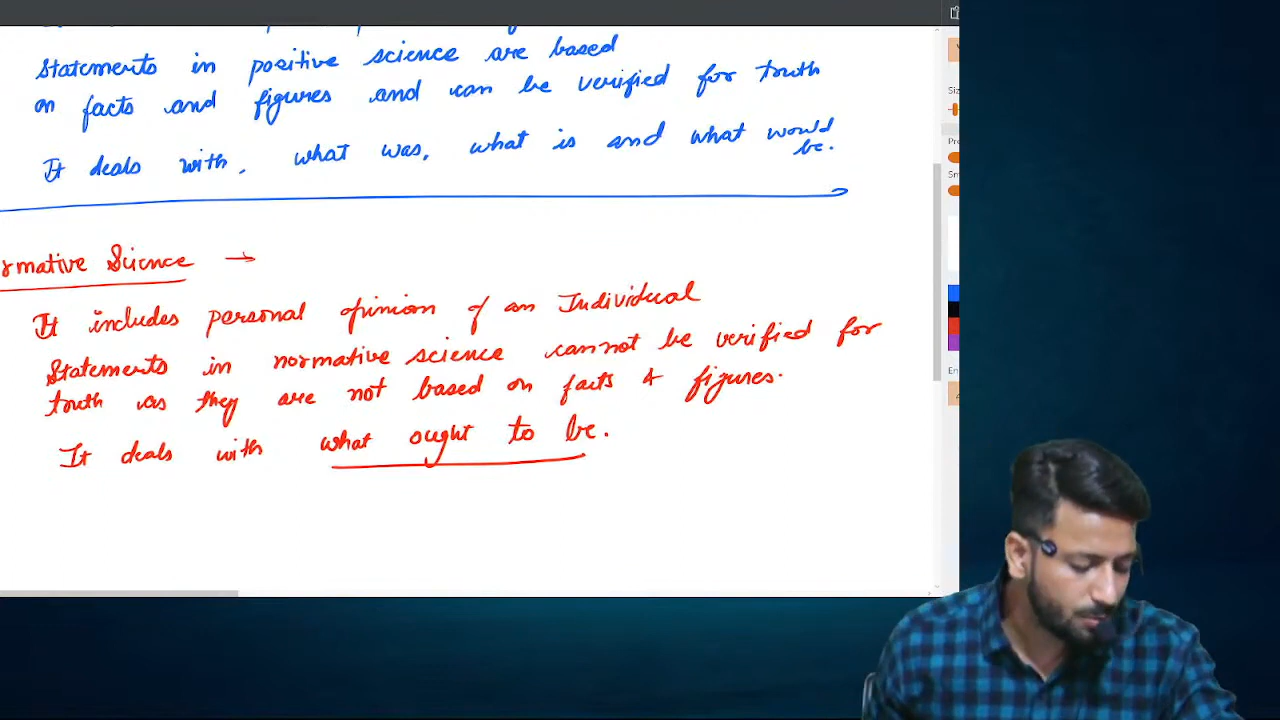 Statements in positive science are based
on facts and figures and can be verified for truth
It deals with, what was, what is and what would
be.
rmative Science →
It includes personal opinion of an Individual
Statements in normative science cannot be verified for
truth as they are not based on facts & figures.
It deals with what ought to be.